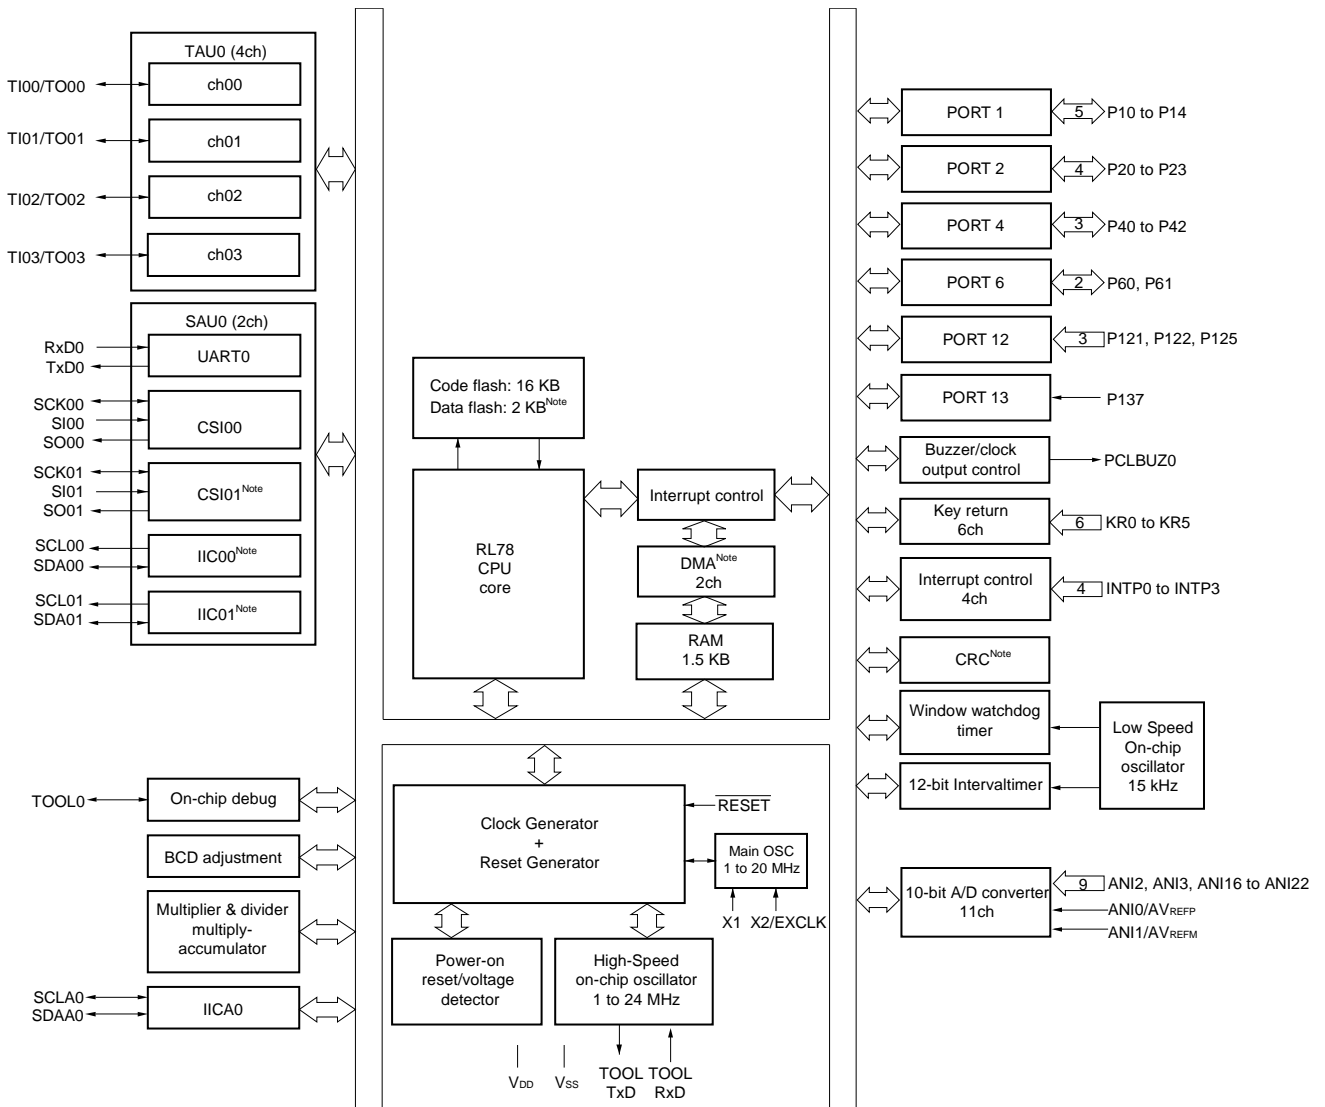 TAU0 (4ch)
TI00/TO00
ch00
TI01/TO01
ch01
TI02/TO02
ch02
TI03/TO03
ch03
SAU0 (2ch)
RxD0
TxD0
UART0
SCK00
SI00
SO00
CSI00
SCK01
SI01
SO01
CSI01Note
SCL00
SDA00
IIC00Note
SCL01
SDA01
IIC01Note
TOOL0
On-chip debug
BCD adjustment
Multiplier & divider
multiply-
accumulator
SCLA0
SDAA0
IICA0
Code flash: 16 KB
Data flash: 2 KBNote
RL78
CPU
core
Interrupt control
DMANote
2ch
RAM
1.5 KB
Clock Generator
+
Reset Generator
RESET
Main OSC
1 to 20 MHz
X1 X2/EXCLK
Power-on
reset/voltage
detector
High-Speed
on-chip oscillator
1 to 24 MHz
VDD
VSS
TOOL
TxD
TOOL
RxD
PORT 1
5
P10 to P14
PORT 2
4
P20 to P23
PORT 4
3
P40 to P42
PORT 6
2
P60, P61
PORT 12
3
P121, P122, P125
PORT 13
P137
Buzzer/clock
output control
PCLBUZ0
Key return
6ch
6
KR0 to KR5
Interrupt control
4ch
4
INTP0 to INTP3
CRCNote
Window watchdog
timer
12-bit Intervaltimer
Low Speed
On-chip
oscillator
15 kHz
10-bit A/D converter
11ch
9
ANI2, ANI3, ANI16 to ANI22
ANI0/AVREFP
ANI1/AVREFM